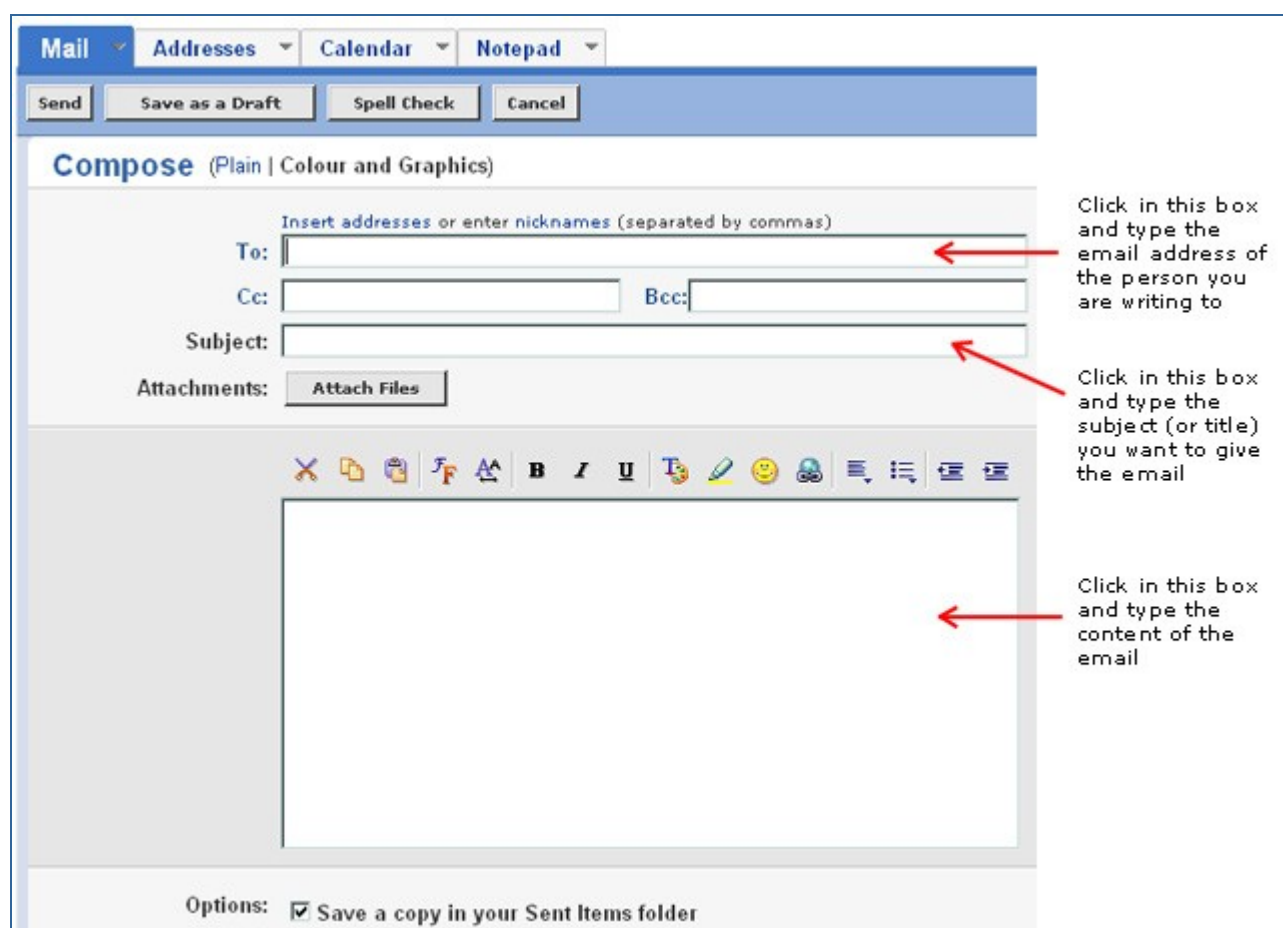 Mail Addresses Calendar Notepad
Send Save as a Draft Spell Check Cancel
Compose (Plain | Colour and Graphics)
Insert addresses or enter nicknames (separated by commas)
To:
Cc: Bcc:
Subject:
Attachments: Attach Files
B I U
Options: Save a copy in your Sent Items folder
Click in this box
and type the
email address of
the person you
are writing to
Click in this box
and type the
subject (or title)
you want to give
the email
Click in this box
and type the
content of the
email